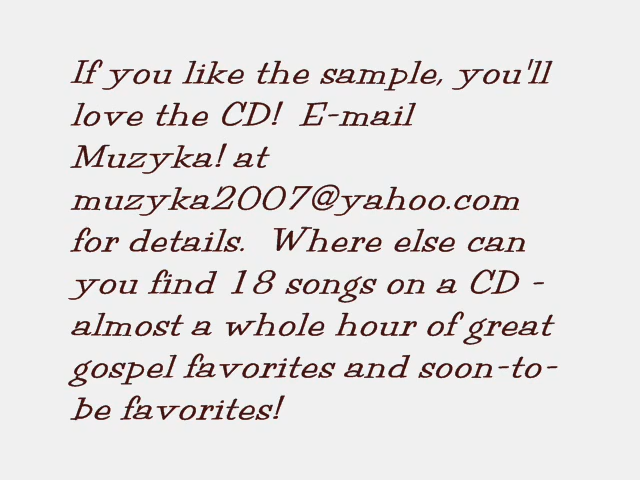 If you like the sample, you'll
love the CD!  E-mail
Muzyka! at
muzyka2007@yahoo.com
for details.  Where else can
you find 18 songs on a CD -
almost a whole hour of great
gospel favorites and soon-to-
be favorites!